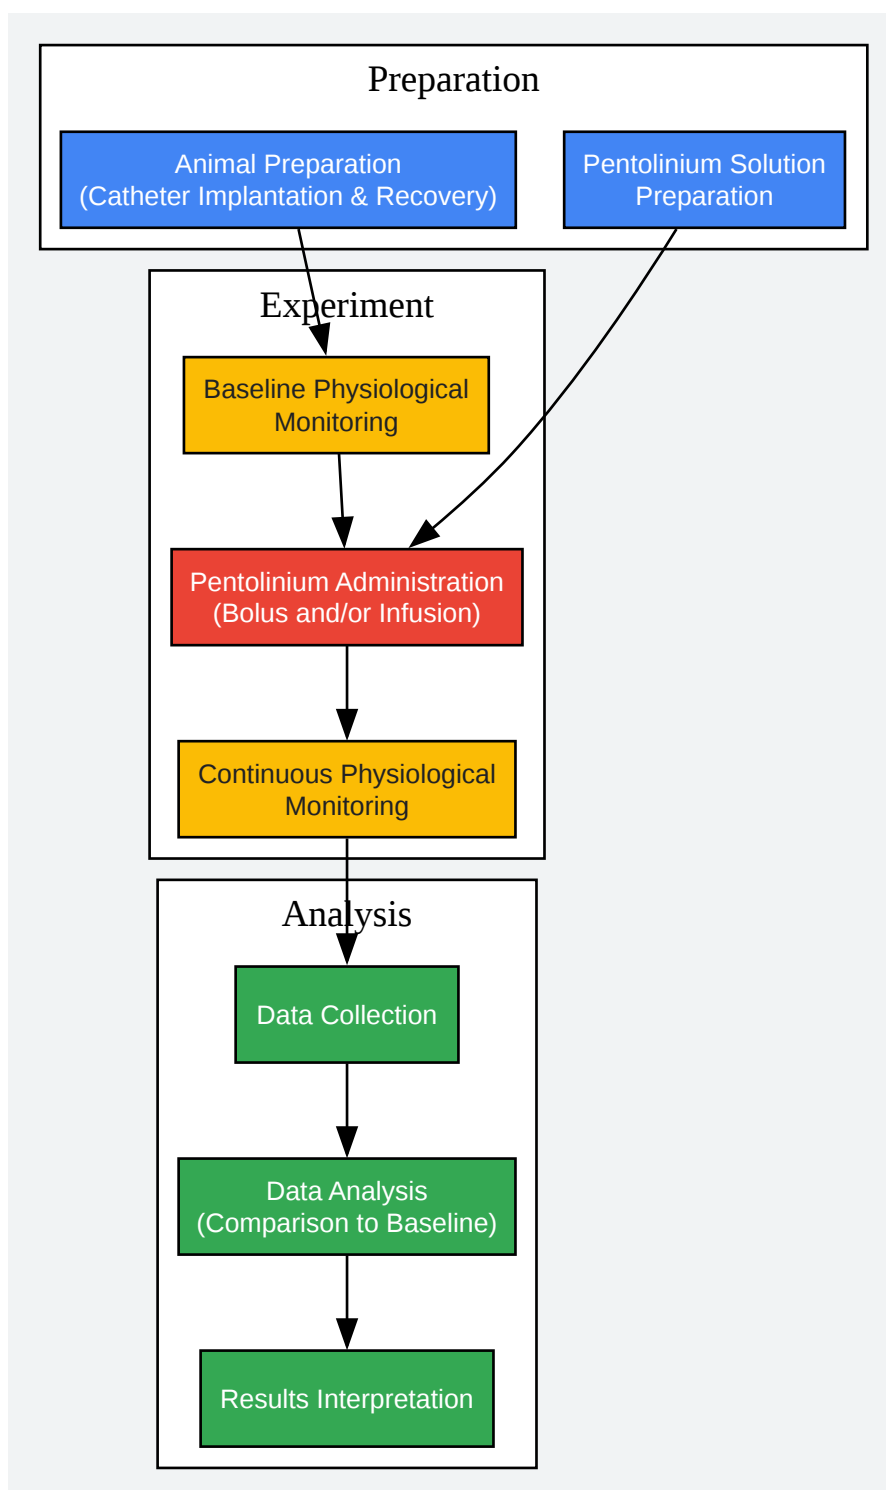 Preparation
Animal Preparation
(Catheter Implantation & Recovery)
Pentolinium Solution
Preparation
Experiment
Baseline Physiological
Monitoring
Pentolinium Administration
(Bolus and/or Infusion)
Continuous Physiological
Monitoring
Analysis
Data Collection
Data Analysis
(Comparison to Baseline)
Results Interpretation